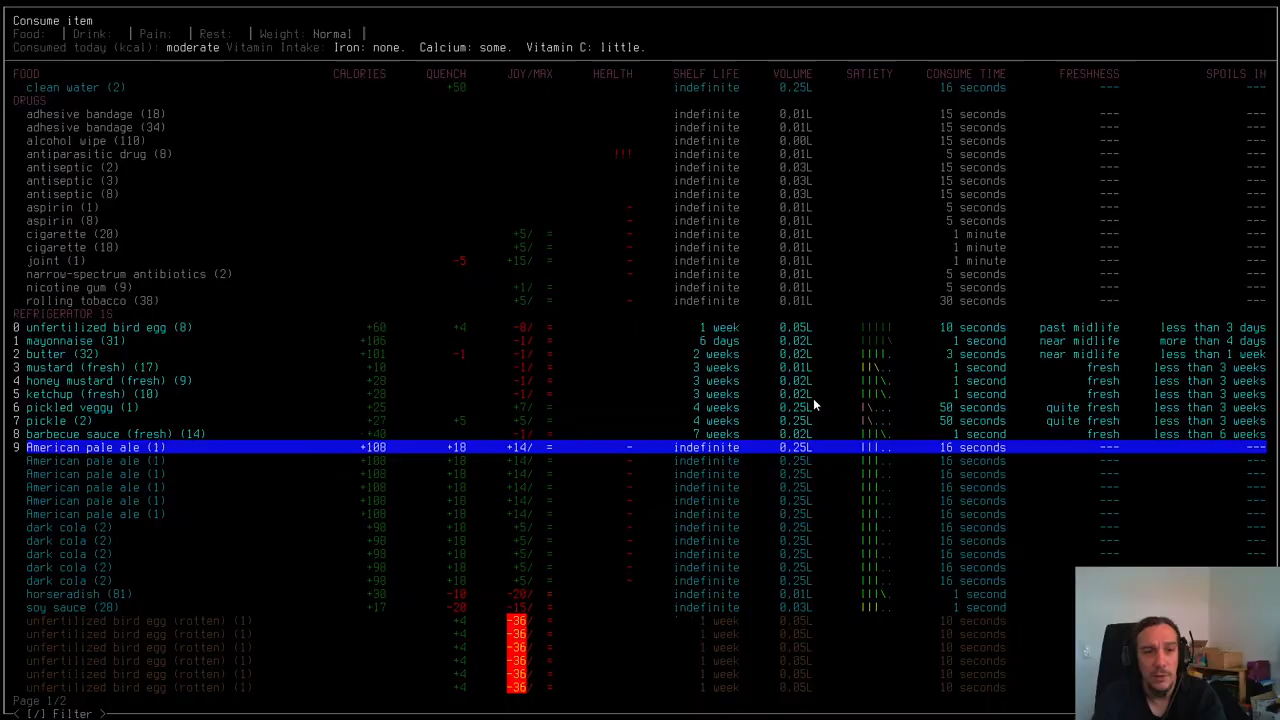 Consume item
Food: | Drink: | Pain: | Rest: | Weight: Normal |
Consumed today (kcal): moderate Vitamin Intake: Iron: none. Calcium: some. Vitamin C: little.
FOOD CALORIES QUENCH JOY/MAX HEALTH SHELF LIFE VOLUME SATIETY CONSUME TIME FRESHNESS SPOILS IN
clean water (2) +50 indefinite 0.25L 16 seconds --- ---
DRUGS
adhesive bandage (18) indefinite 0.01L 15 seconds --- ---
adhesive bandage (34) indefinite 0.01L 15 seconds --- ---
alcohol wipe (110) indefinite 0.00L 15 seconds --- ---
antiparasitic drug (8) !!! indefinite 0.01L 5 seconds --- ---
antiseptic (2) indefinite 0.03L 15 seconds --- ---
antiseptic (3) indefinite 0.03L 15 seconds --- ---
antiseptic (8) indefinite 0.03L 15 seconds --- ---
aspirin (1) - indefinite 0.01L 5 seconds --- ---
aspirin (8) - indefinite 0.01L 5 seconds --- ---
cigarette (20) +5/ = - indefinite 0.01L 1 minute --- ---
cigarette (18) +5/ = - indefinite 0.01L 1 minute --- ---
joint (1) -5 +15/ = - indefinite 0.01L 1 minute --- ---
narrow-spectrum antibiotics (2) - indefinite 0.01L 5 seconds --- ---
nicotine gum (9) +1/ = indefinite 0.01L 5 seconds --- ---
rolling tobacco (38) +5/ = - indefinite 0.01L 30 seconds --- ---
REFRIGERATOR 1S
0 unfertilized bird egg (8) +60 +4 -8/ = 1 week 0.05L ||||| 10 seconds past midlife less than 3 days
1 mayonnaise (31) +106 -1/ = 6 days 0.02L ||||\ 1 second near midlife more than 4 days
2 butter (32) +101 -1 -1/ = 2 weeks 0.02L ||||. 3 seconds near midlife less than 1 week
3 mustard (fresh) (17) +10 -1/ = 3 weeks 0.01L ||\.. 1 second fresh less than 3 weeks
4 honey mustard (fresh) (9) +28 -1/ = 3 weeks 0.02L |||\. 1 second fresh less than 3 weeks
5 ketchup (fresh) (10) +28 -1/ = 3 weeks 0.02L |||\. 1 second fresh less than 3 weeks
6 pickled veggy (1) +25 +7/ = 4 weeks 0.25L |\... 50 seconds quite fresh less than 3 weeks
7 pickle (2) +27 +5 +5/ = 4 weeks 0.25L |\... 50 seconds quite fresh less than 3 weeks
8 barbecue sauce (fresh) (14) +40 -1/ = 7 weeks 0.02L |||\. 1 second fresh less than 6 weeks
9 American pale ale (1) +108 +18 +14/ = - indefinite 0.25L |||.. 16 seconds --- ---
American pale ale (1) +108 +18 +14/ = - indefinite 0.25L |||.. 16 seconds --- ---
American pale ale (1) +108 +18 +14/ = - indefinite 0.25L |||.. 16 seconds --- ---
American pale ale (1) +108 +18 +14/ = - indefinite 0.25L |||.. 16 seconds --- ---
American pale ale (1) +108 +18 +14/ = - indefinite 0.25L |||.. 16 seconds --- ---
American pale ale (1) +108 +18 +14/ = - indefinite 0.25L |||.. 16 seconds --- ---
dark cola (2) +98 +18 +5/ = - indefinite 0.25L |||.. 16 seconds --- ---
dark cola (2) +98 +18 +5/ = - indefinite 0.25L |||.. 16 seconds --- ---
dark cola (2) +98 +18 +5/ = - indefinite 0.25L |||.. 16 seconds --- ---
dark cola (2) +98 +18 +5/ = - indefinite 0.25L |||.. 16 seconds ---
dark cola (2) +98 +18 +5/ = - indefinite 0.25L |||.. 16 seconds
horseradish (81) +30 -10 -20/ = indefinite 0.01L |||\. 1 second
soy sauce (28) +17 -20 -15/ = indefinite 0.03L |||.. 1 second
unfertilized bird egg (rotten) (1) +4 -36/ = 1 week 0.05L 10 seconds
unfertilized bird egg (rotten) (1) +4 -36/ = 1 week 0.05L 10 seconds
unfertilized bird egg (rotten) (1) +4 -36/ = 1 week 0.05L 10 seconds
unfertilized bird egg (rotten) (1) +4 -36/ = 1 week 0.05L 10 seconds
unfertilized bird egg (rotten) (1) +4 -36/ = 1 week 0.05L 10 seconds
unfertilized bird egg (rotten) (1) +4 -36/ = 1 week 0.05L 10 seconds
Page 1/2
< [/] Filter >